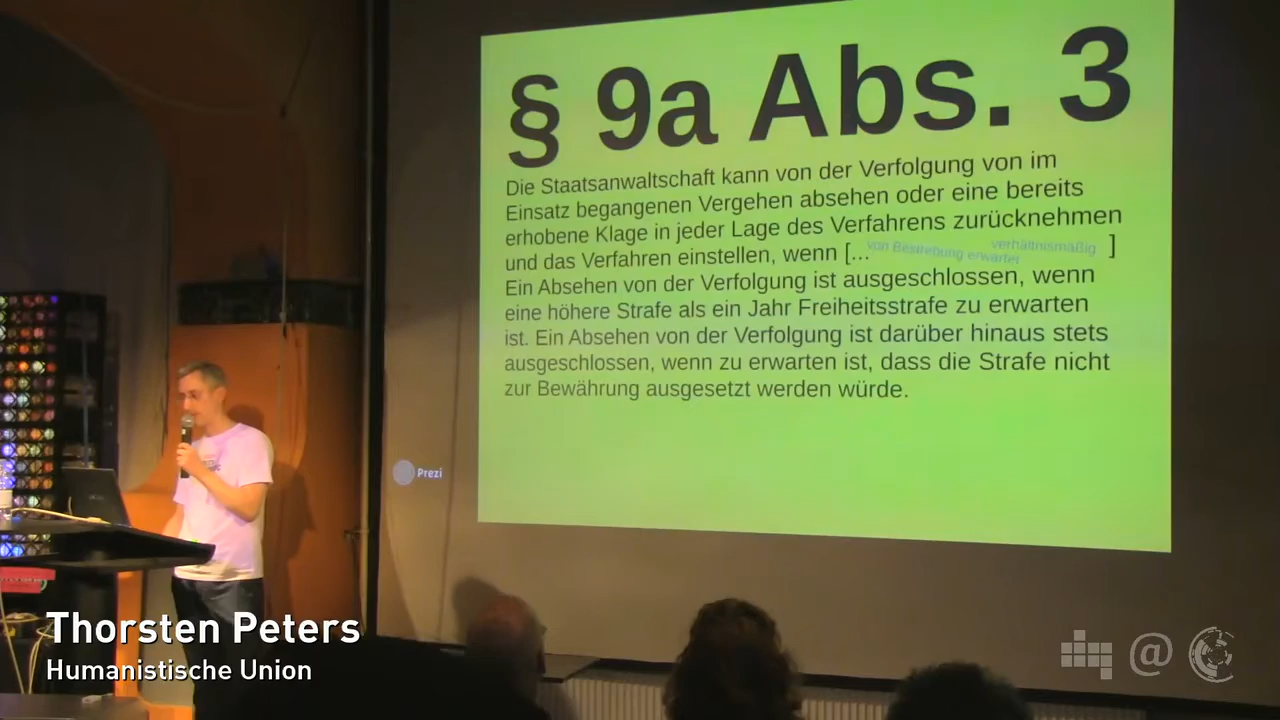 § 9a Abs. 3
Die Staatsanwaltschaft kann von der Verfolgung von im
Einsatz begangenen Vergehen absehen oder eine bereits
erhobene Klage in jeder Lage des Verfahrens zurücknehmen
und das Verfahren einstellen, wenn [... von Bestrebung erwartet verhältnismäßig ]
Ein Absehen von der Verfolgung ist ausgeschlossen, wenn
eine höhere Strafe als ein Jahr Freiheitsstrafe zu erwarten
ist. Ein Absehen von der Verfolgung ist darüber hinaus stets
ausgeschlossen, wenn zu erwarten ist, dass die Strafe nicht
zur Bewährung ausgesetzt werden würde.
Prezi
Thorsten Peters
Humanistische Union
@